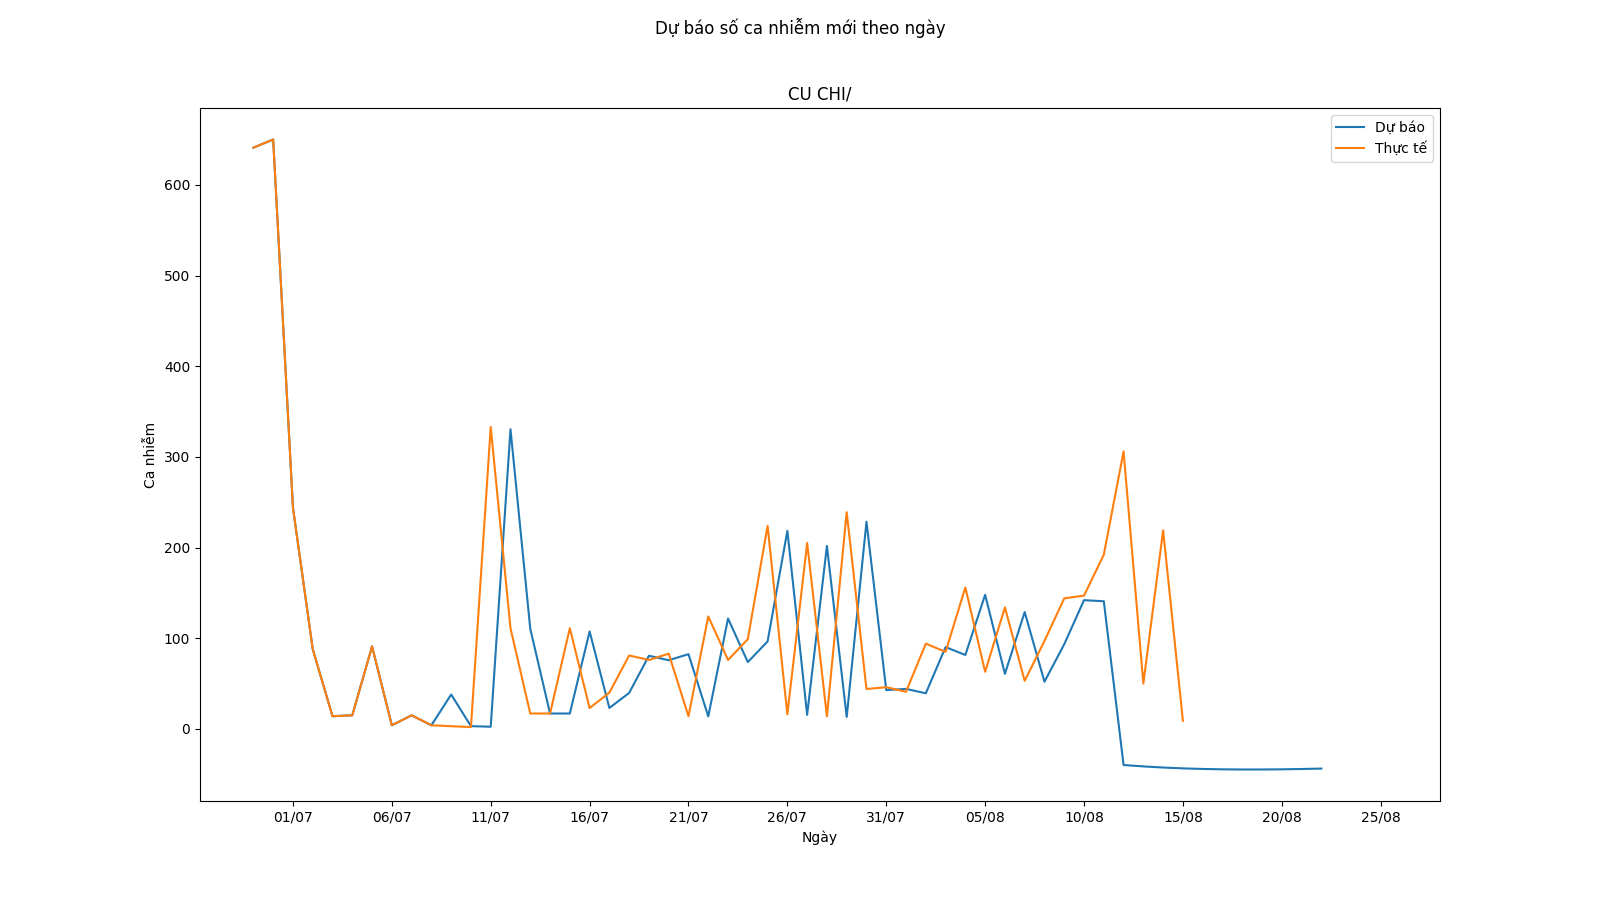 Dự báo số ca nhiễm mới theo ngày
CU CHI/
Dự báo
Thực tế
600
500
400
300
200
100
0
Ca nhiễm
01/07 06/07 11/07 16/07 21/07 26/07 31/07 05/08 10/08 15/08 20/08 25/08
Ngày